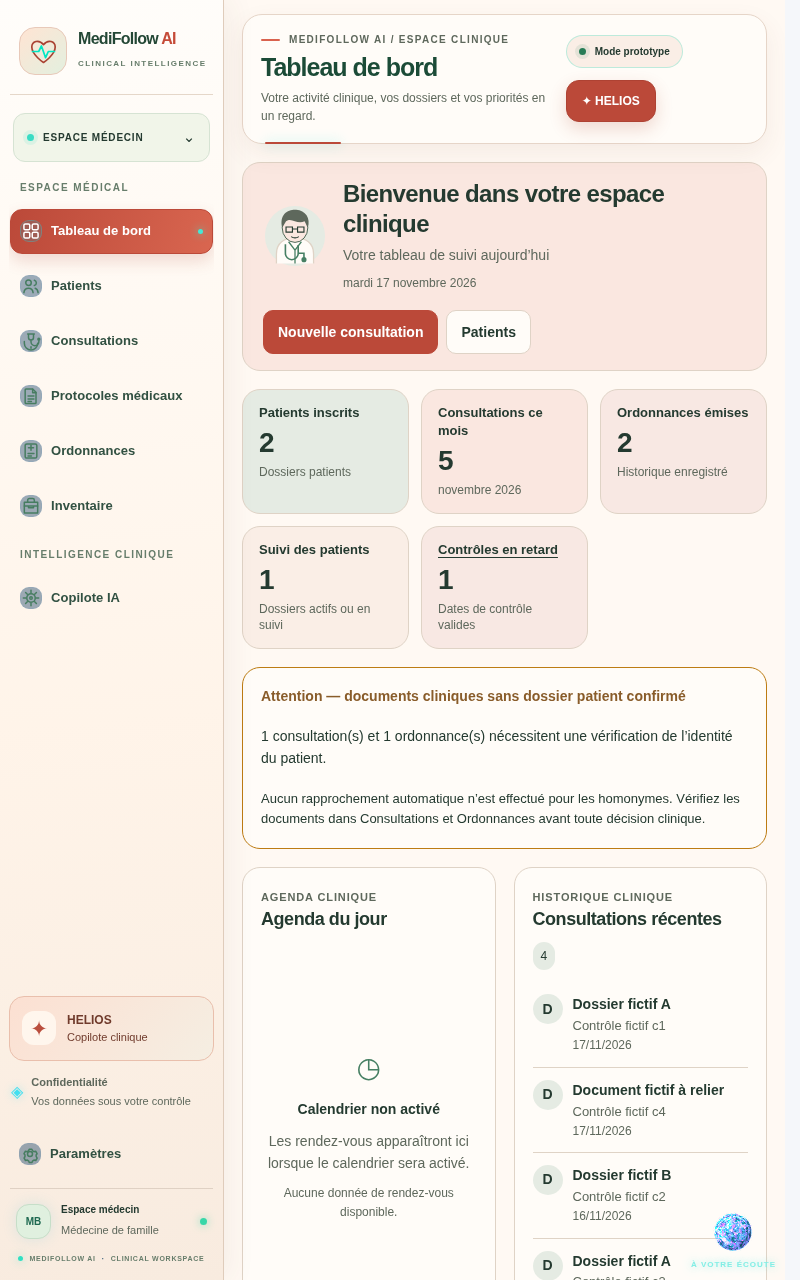 MediFollow AI
CLINICAL INTELLIGENCE
ESPACE MÉDECIN
ESPACE MÉDICAL
Tableau de bord
Patients
Consultations
Protocoles médicaux
Ordonnances
Inventaire
INTELLIGENCE CLINIQUE
Copilote IA
HELIOS
Copilote clinique
Confidentialité
Vos données sous votre contrôle
Paramètres
MB
Espace médecin
Médecine de famille
MEDIFOLLOW AI · CLINICAL WORKSPACE
MEDIFOLLOW AI / ESPACE CLINIQUE
Tableau de bord
Votre activité clinique, vos dossiers et vos priorités en
un regard.
Mode prototype
✦ HELIOS
Bienvenue dans votre espace
clinique
Votre tableau de suivi aujourd’hui
mardi 17 novembre 2026
Nouvelle consultation
Patients
Patients inscrits
2
Dossiers patients
Consultations ce
mois
5
novembre 2026
Ordonnances émises
2
Historique enregistré
Suivi des patients
1
Dossiers actifs ou en
suivi
Contrôles en retard
1
Dates de contrôle
valides
Attention — documents cliniques sans dossier patient confirmé
1 consultation(s) et 1 ordonnance(s) nécessitent une vérification de l’identité
du patient.
Aucun rapprochement automatique n’est effectué pour les homonymes. Vérifiez les
documents dans Consultations et Ordonnances avant toute décision clinique.
AGENDA CLINIQUE
Agenda du jour
Calendrier non activé
Les rendez-vous apparaîtront ici
lorsque le calendrier sera activé.
Aucune donnée de rendez-vous
disponible.
HISTORIQUE CLINIQUE
Consultations récentes
4
D
Dossier fictif A
Contrôle fictif c1
17/11/2026
D
Document fictif à relier
Contrôle fictif c4
17/11/2026
D
Dossier fictif B
Contrôle fictif c2
16/11/2026
D
Dossier fictif A
À VOTRE ÉCOUTE